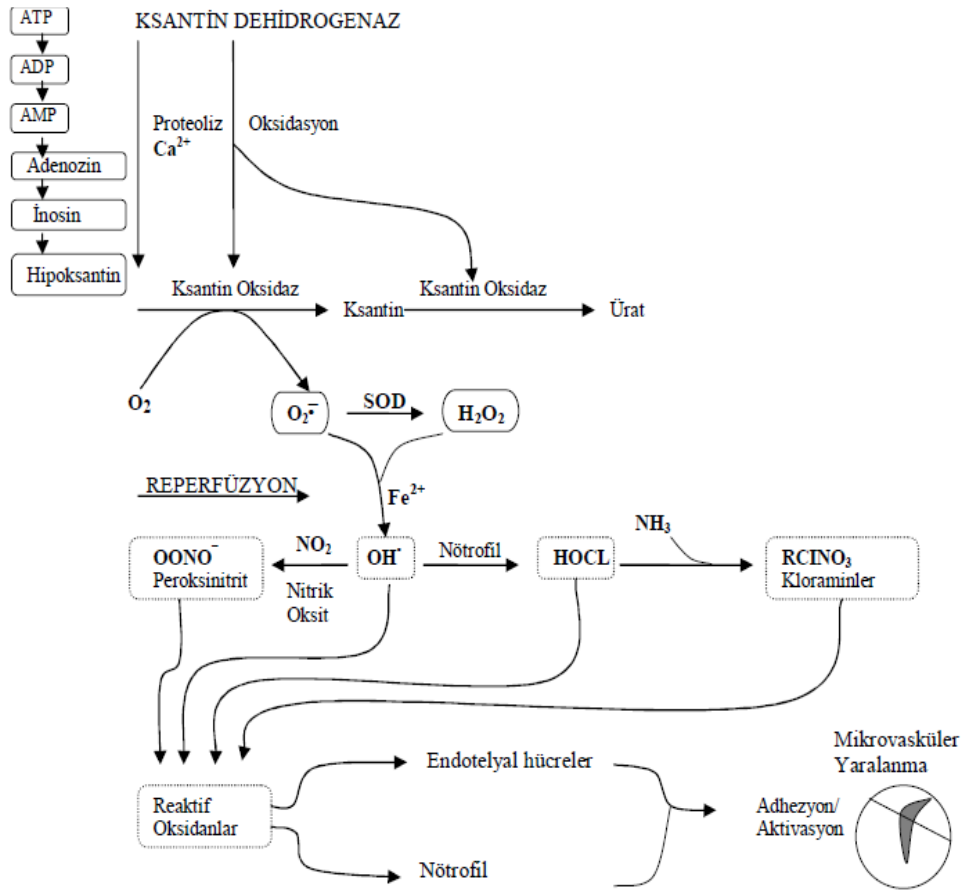 ATP
KSANTİN DEHİDROGENAZ
ADP
AMP
Proteoliz
Ca²⁺
Oksidasyon
Adenozin
İnosin
Hipoksantin
Ksantin Oksidaz
Ksantin Oksidaz
Ksantin
Ürat
O₂
O₂•̅
SOD
H₂O₂
REPERFÜZYON
Fe²⁺
OONO⁻
Peroksinitrit
NO₂
Nitrik
Oksit
OH•
Nötrofil
HOCL
NH₃
RCINO₃
Kloraminler
Reaktif
Oksidanlar
Endotelyal hücreler
Nötrofil
Adhezyon/
Aktivasyon
Mikrovasküler
Yaralanma